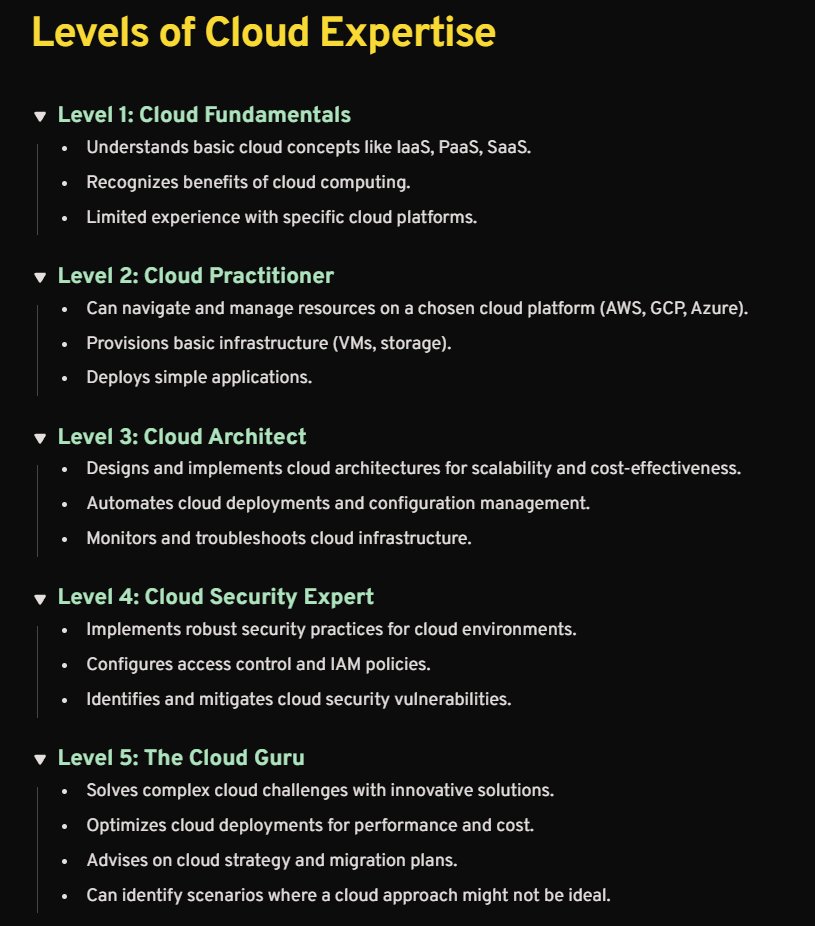 Levels of Cloud Expertise
Level 1: Cloud Fundamentals
Understands basic cloud concepts like IaaS, PaaS, SaaS.
Recognizes benefits of cloud computing.
Limited experience with specific cloud platforms.
Level 2: Cloud Practitioner
Can navigate and manage resources on a chosen cloud platform (AWS, GCP, Azure).
Provisions basic infrastructure (VMs, storage).
Deploys simple applications.
Level 3: Cloud Architect
Designs and implements cloud architectures for scalability and cost-effectiveness.
Automates cloud deployments and configuration management.
Monitors and troubleshoots cloud infrastructure.
Level 4: Cloud Security Expert
Implements robust security practices for cloud environments.
Configures access control and IAM policies.
Identifies and mitigates cloud security vulnerabilities.
Level 5: The Cloud Guru
Solves complex cloud challenges with innovative solutions.
Optimizes cloud deployments for performance and cost.
Advises on cloud strategy and migration plans.
Can identify scenarios where a cloud approach might not be ideal.